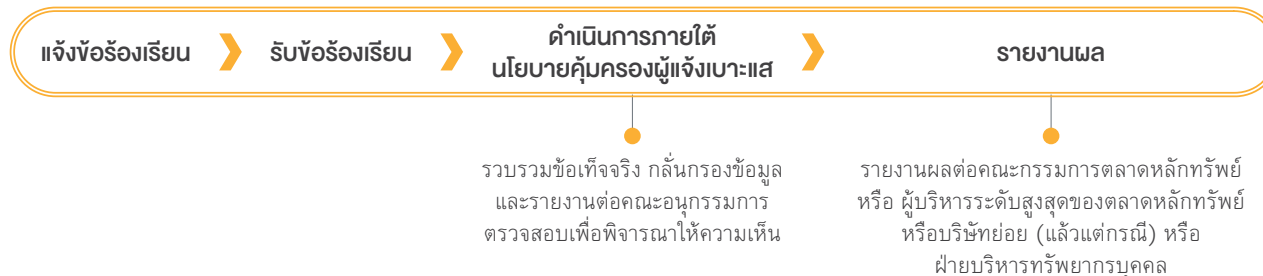 แจ้งข้อร้องเรียน
รับข้อร้องเรียน
ดำเนินการภายใต้
นโยบายคุ้มครองผู้แจ้งเบาะแส
รายงานผล
รวบรวมข้อเท็จจริง กลั่นกรองข้อมูล
และรายงานต่อคณะอนุกรรมการ
ตรวจสอบเพื่อพิจารณาให้ความเห็น
รายงานผลต่อคณะกรรมการตลาดหลักทรัพย์
หรือ ผู้บริหารระดับสูงสุดของตลาดหลักทรัพย์
หรือบริษัทย่อย (แล้วแต่กรณี) หรือ
ฝ่ายบริหารทรัพยากรบุคคล